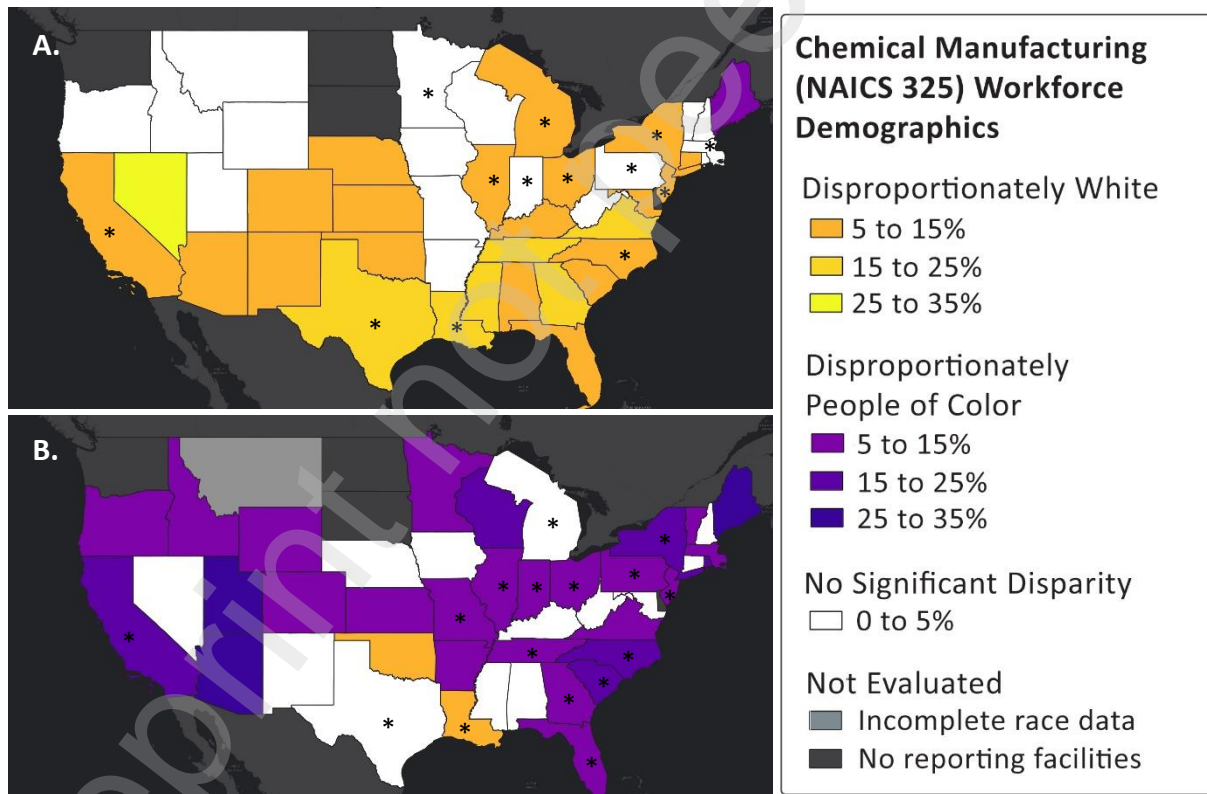 A.
B.
Chemical Manufacturing
(NAICS 325) Workforce
Demographics
Disproportionately White
5 to 15%
15 to 25%
25 to 35%
Disproportionately
People of Color
5 to 15%
15 to 25%
25 to 35%
No Significant Disparity
0 to 5%
Not Evaluated
Incomplete race data
No reporting facilities